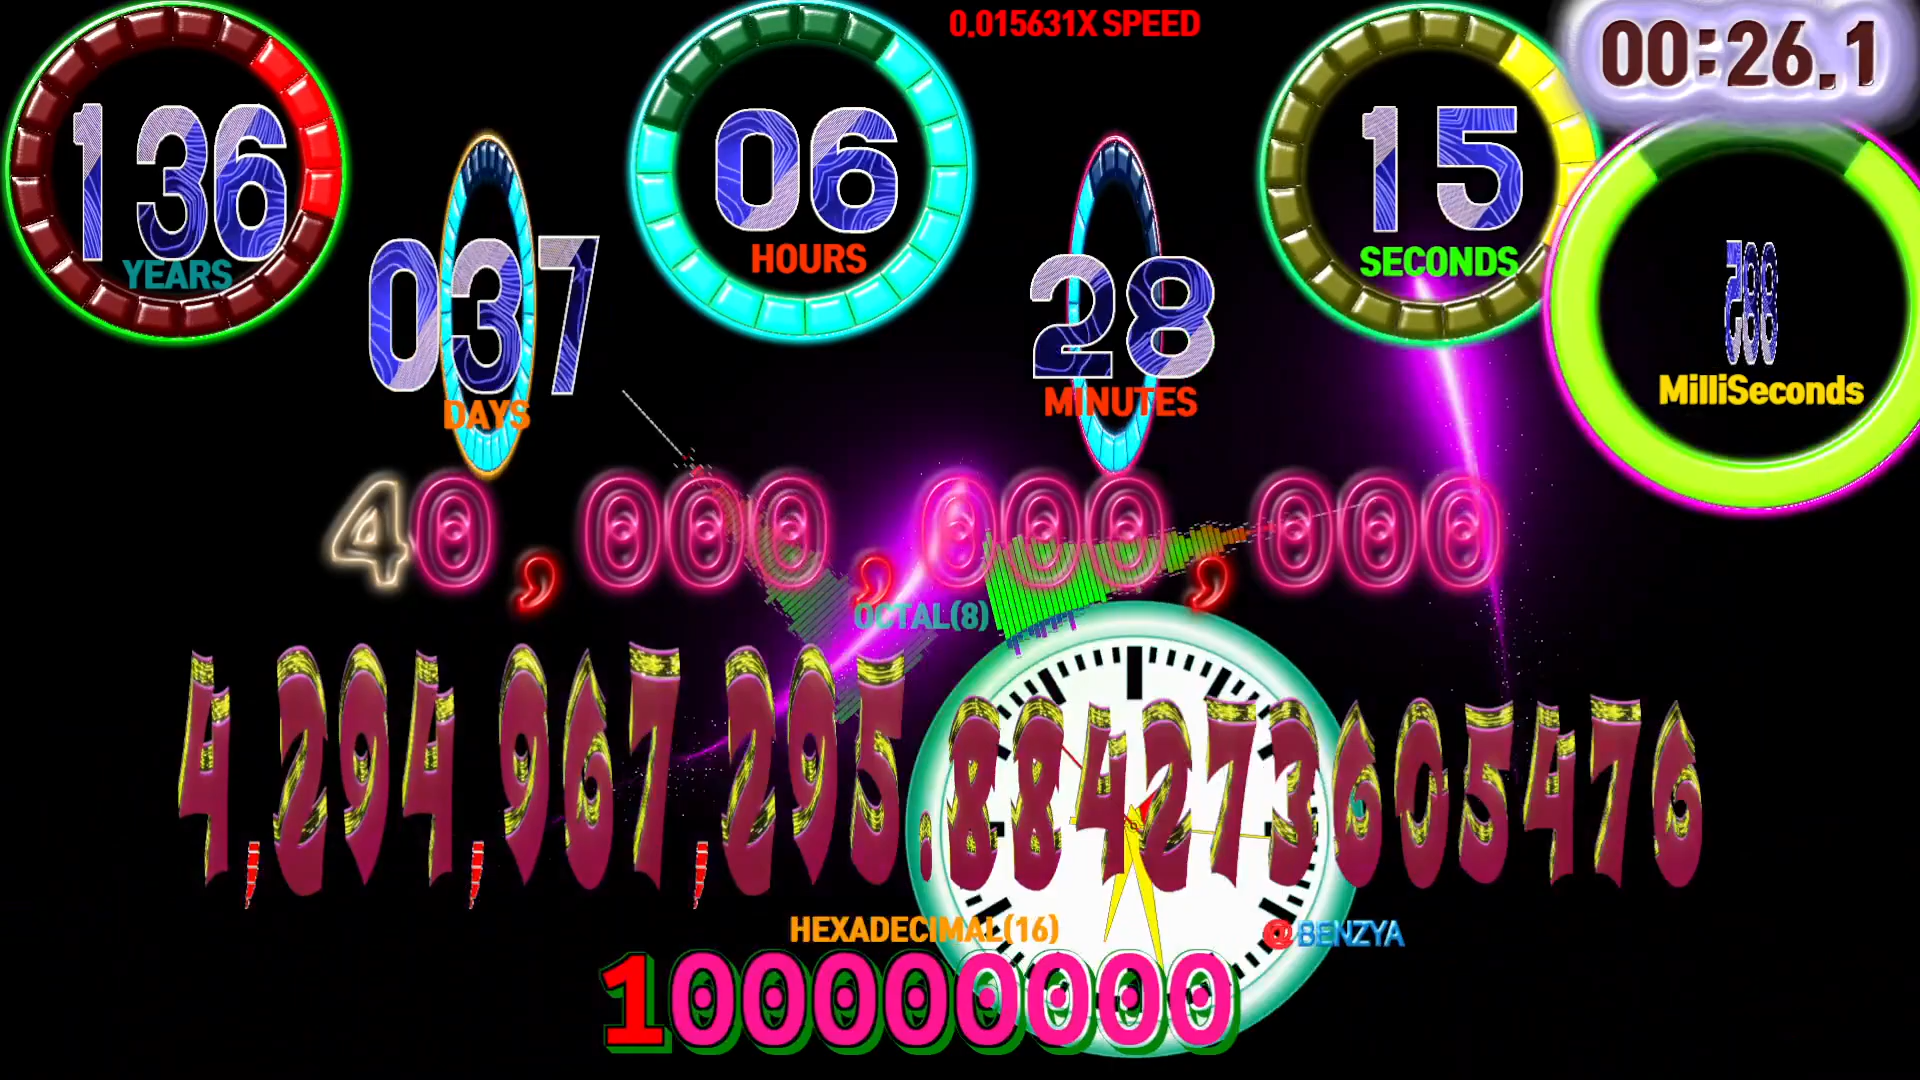 0.015631X SPEED
00:26.1
136
YEARS
037
DAYS
06
HOURS
28
MINUTES
15
SECONDS
588
MilliSeconds
40,000,000,000
OCTAL(8)
4,294,967,295.884273605476
HEXADECIMAL(16)
@BENZYA
100000000